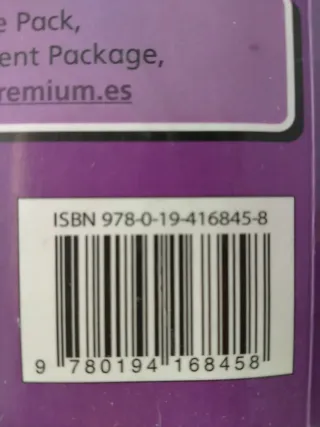 e Pack,
ent Package,
remium.es
ISBN 978-0-19-416845-8
9 780194 168458